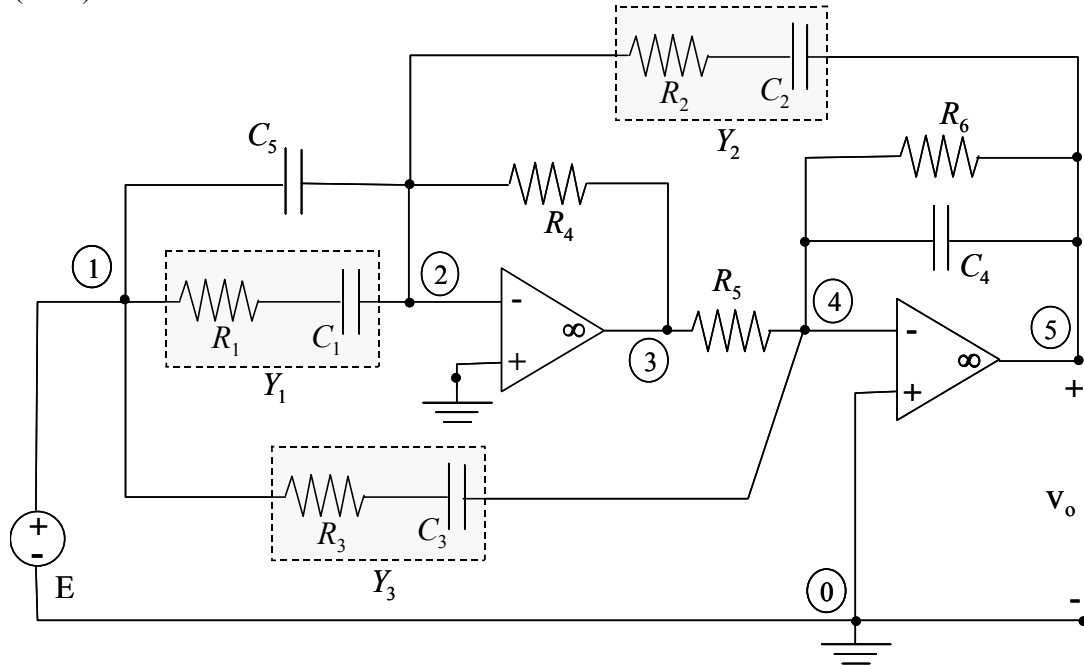 R₂
C₂
Y₂
R₆
C₅
R₄
C₄
1
2
R₅
4
5
-
∞
+
3
-
∞
+
+
R₁
C₁
Y₁
R₃
C₃
Y₃
vₒ
+
-
E
0
-